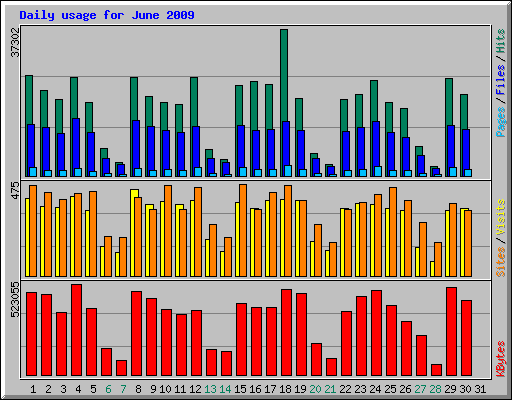 Daily usage for June 2009
37302
Pages/Files/Hits
475
Sites/Visits
523055
KBytes
1 2 3 4 5 6 7 8 9 10 11 12 13 14 15 16 17 18 19 20 21 22 23 24 25 26 27 28 29 30 31